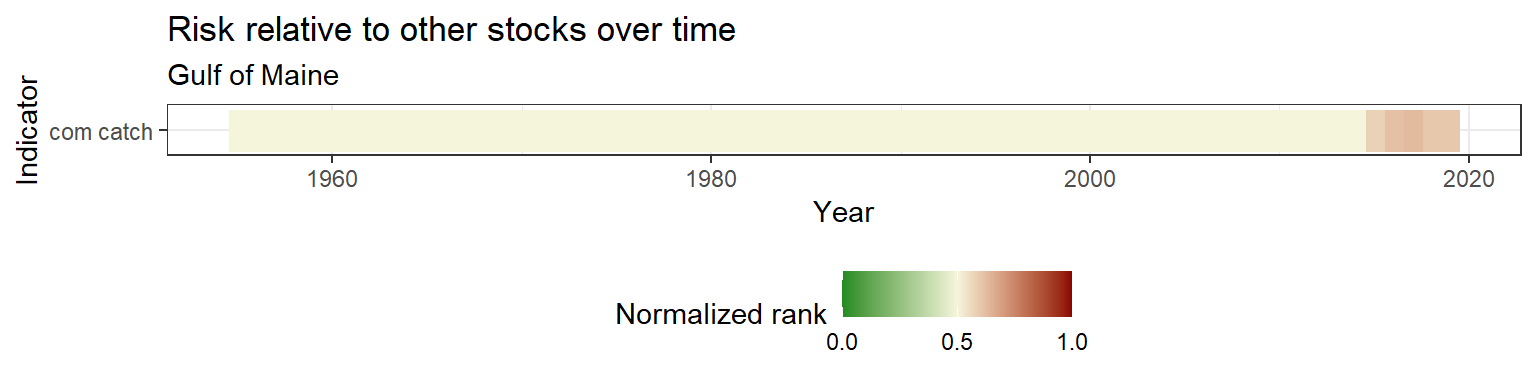 Risk relative to other stocks over time
Gulf of Maine
Indicator
com catch
1960 1980 2000 2020
Year
Normalized rank
0.0 0.5 1.0